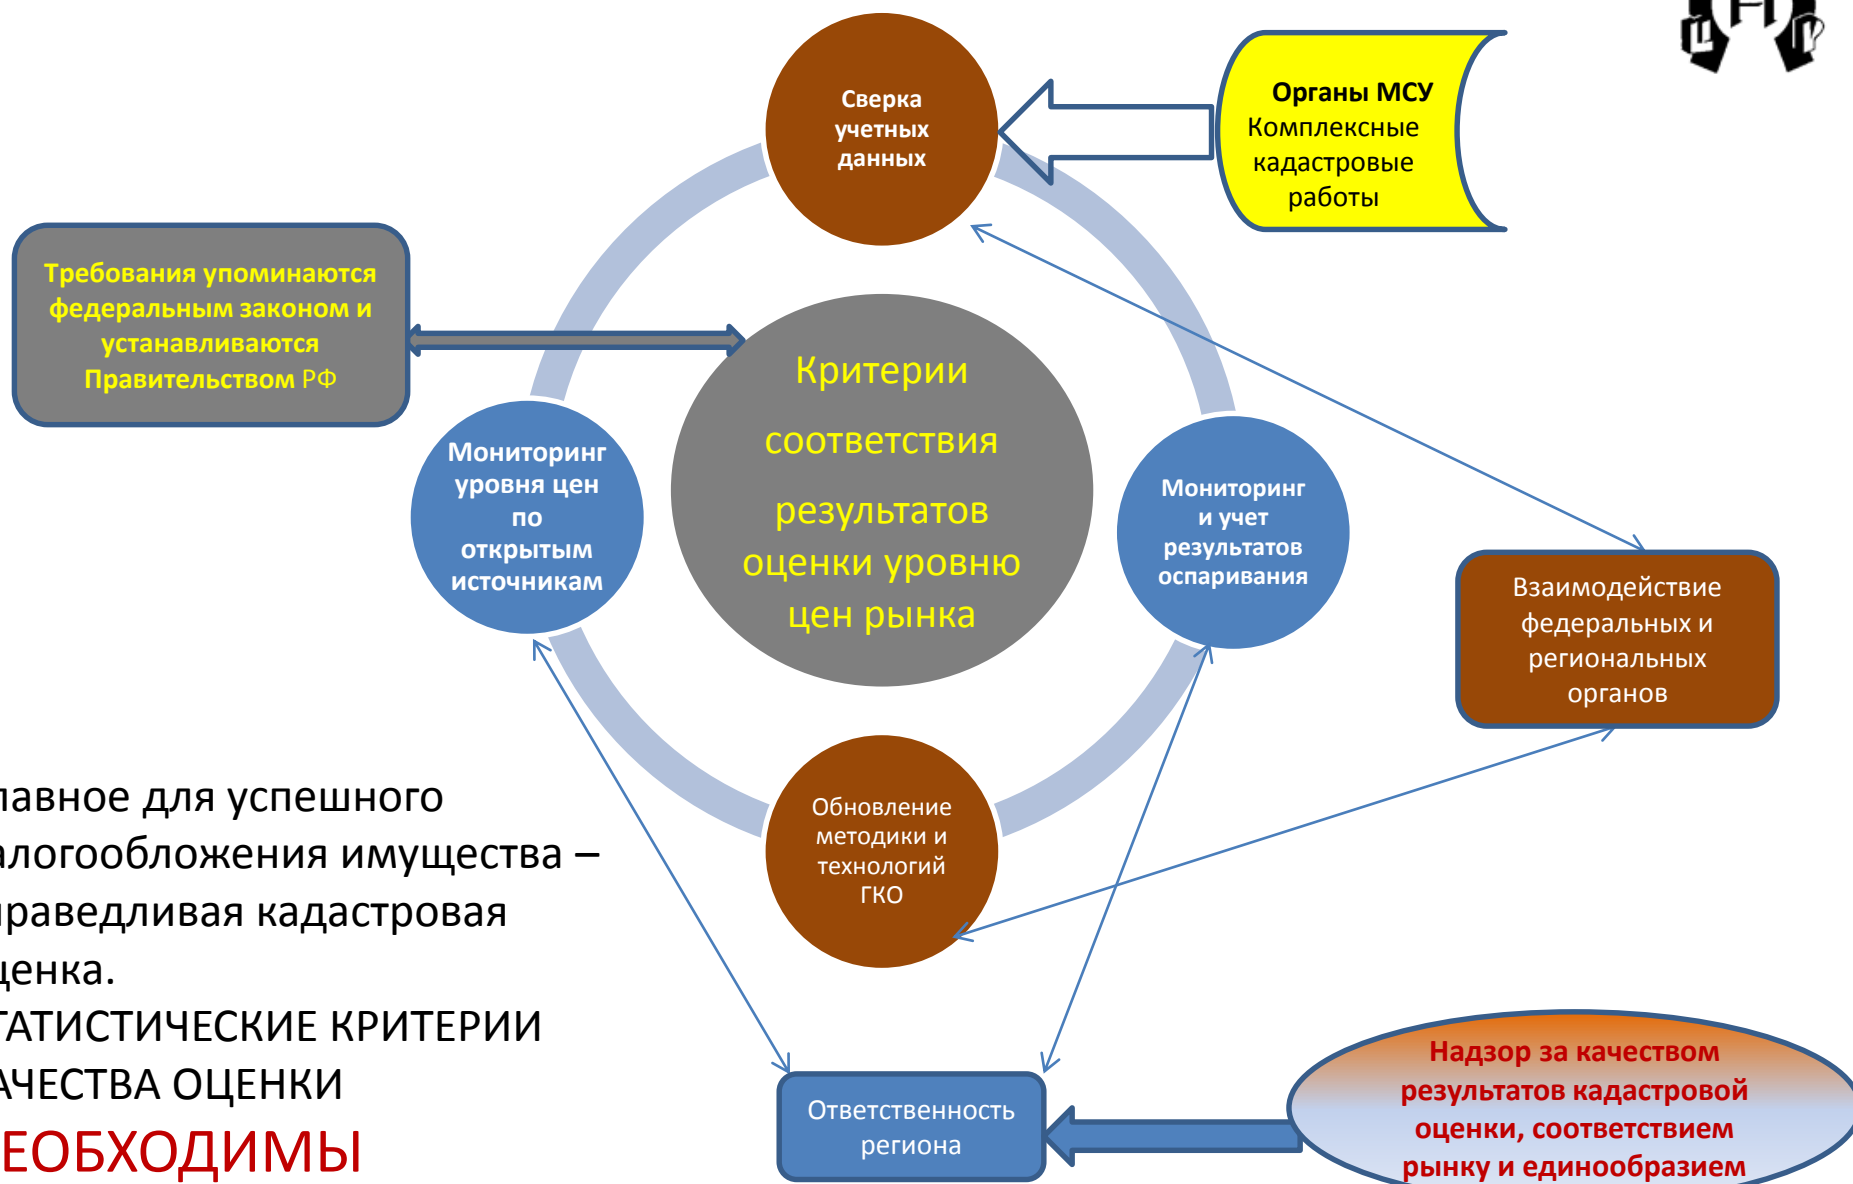 Сверка
учетных
данных
Органы МСУ
Комплексные
кадастровые
работы
Требования упоминаются
федеральным законом и
устанавливаются
Правительством РФ
Критерии
соответствия
результатов
оценки уровню
цен рынка
Мониторинг
уровня цен
по
открытым
источникам
Мониторинг
и учет
результатов
оспаривания
Взаимодействие
федеральных и
региональных
органов
Обновление
методики и
технологий
ГКО
лавное для успешного
алогообложения имущества –
праведливая кадастровая
ценка.
ТАТИСТИЧЕСКИЕ КРИТЕРИИ
АЧЕСТВА ОЦЕНКИ
ЕОБХОДИМЫ
Ответственность
региона
Надзор за качеством
результатов кадастровой
оценки, соответствием
рынку и единообразием